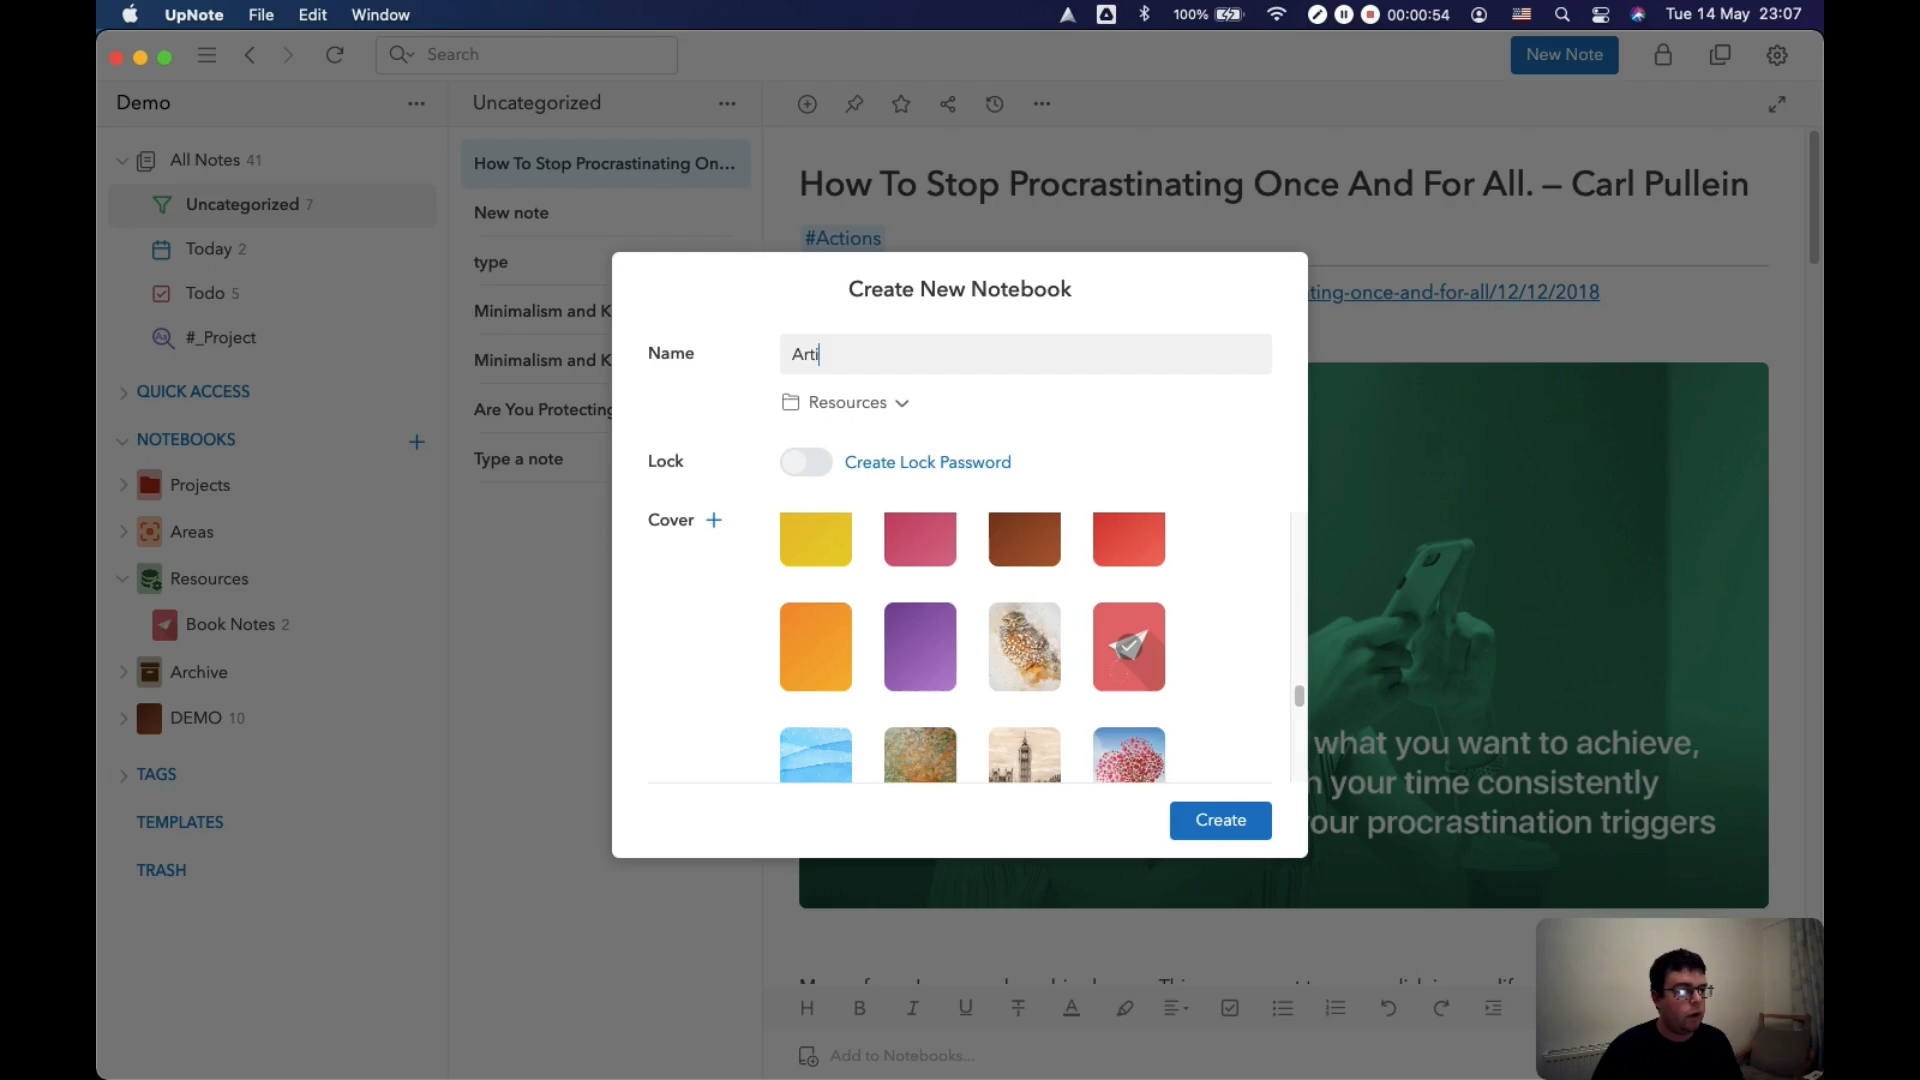 UpNote File Edit Window 100% 00:00:54 Tue 14 May 23:07
Search New Note
Demo
Uncategorized
All Notes 41
Uncategorized 7
Today 2
Todo 5
#_Project
QUICK ACCESS
NOTEBOOKS
Projects
Areas
Resources
Book Notes 2
Archive
DEMO 10
TAGS
TEMPLATES
TRASH
How To Stop Procrastinating On...
New note
type
Minimalism and K
Minimalism and K
Are You Protecting
Type a note
How To Stop Procrastinating Once And For All. – Carl Pullein
#Actions
ting-once-and-for-all/12/12/2018
Create New Notebook
Name Arti
Resources
Lock Create Lock Password
Cover
Create
what you want to achieve,
n your time consistently
our procrastination triggers
Add to Notebooks...